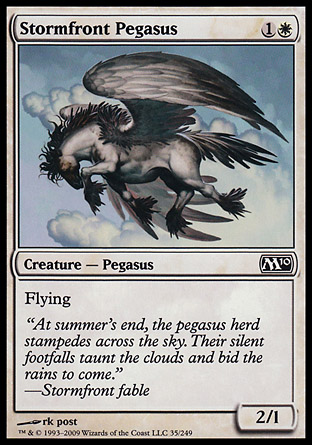 Stormfront Pegasus 1
Creature — Pegasus M10
Flying
“At summer’s end, the pegasus herd
stampedes across the sky. Their silent
footfalls taunt the clouds and bid the
rains to come.”
—Stormfront fable
rk post
™ & © 1993–2009 Wizards of the Coast LLC 35/249
2/1